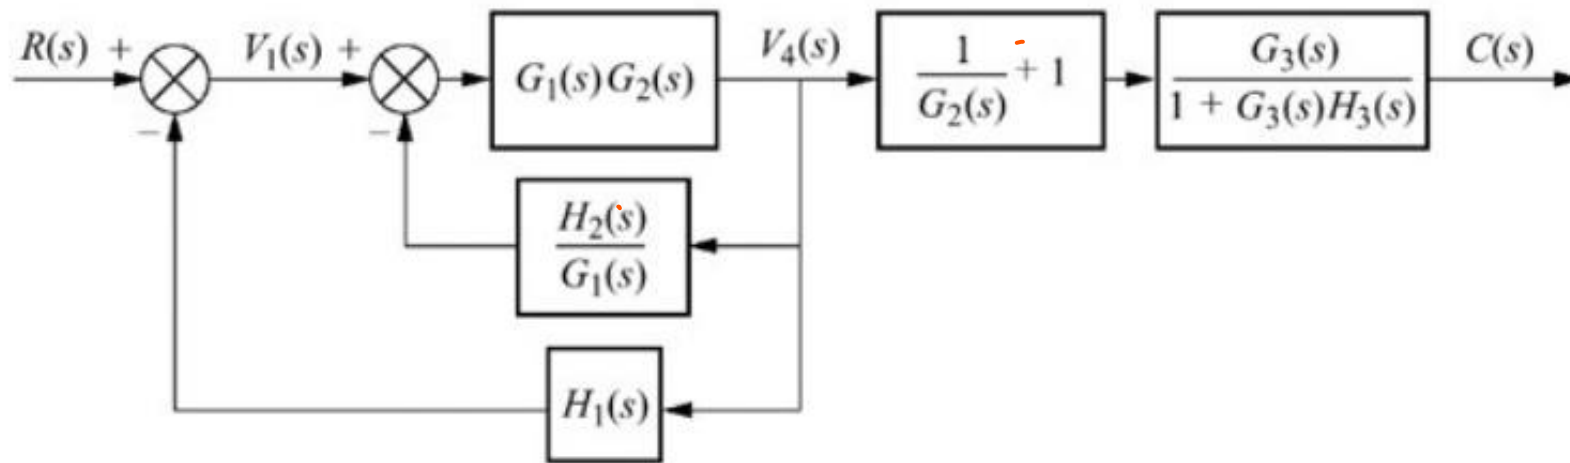 R(s) +
V₁(s) +
G₁(s)G₂(s)
V₄(s)
1
G₂(s)
+ 1
G₃(s)
1 + G₃(s)H₃(s)
C(s)
−
−
H₂(s)
G₁(s)
H₁(s)